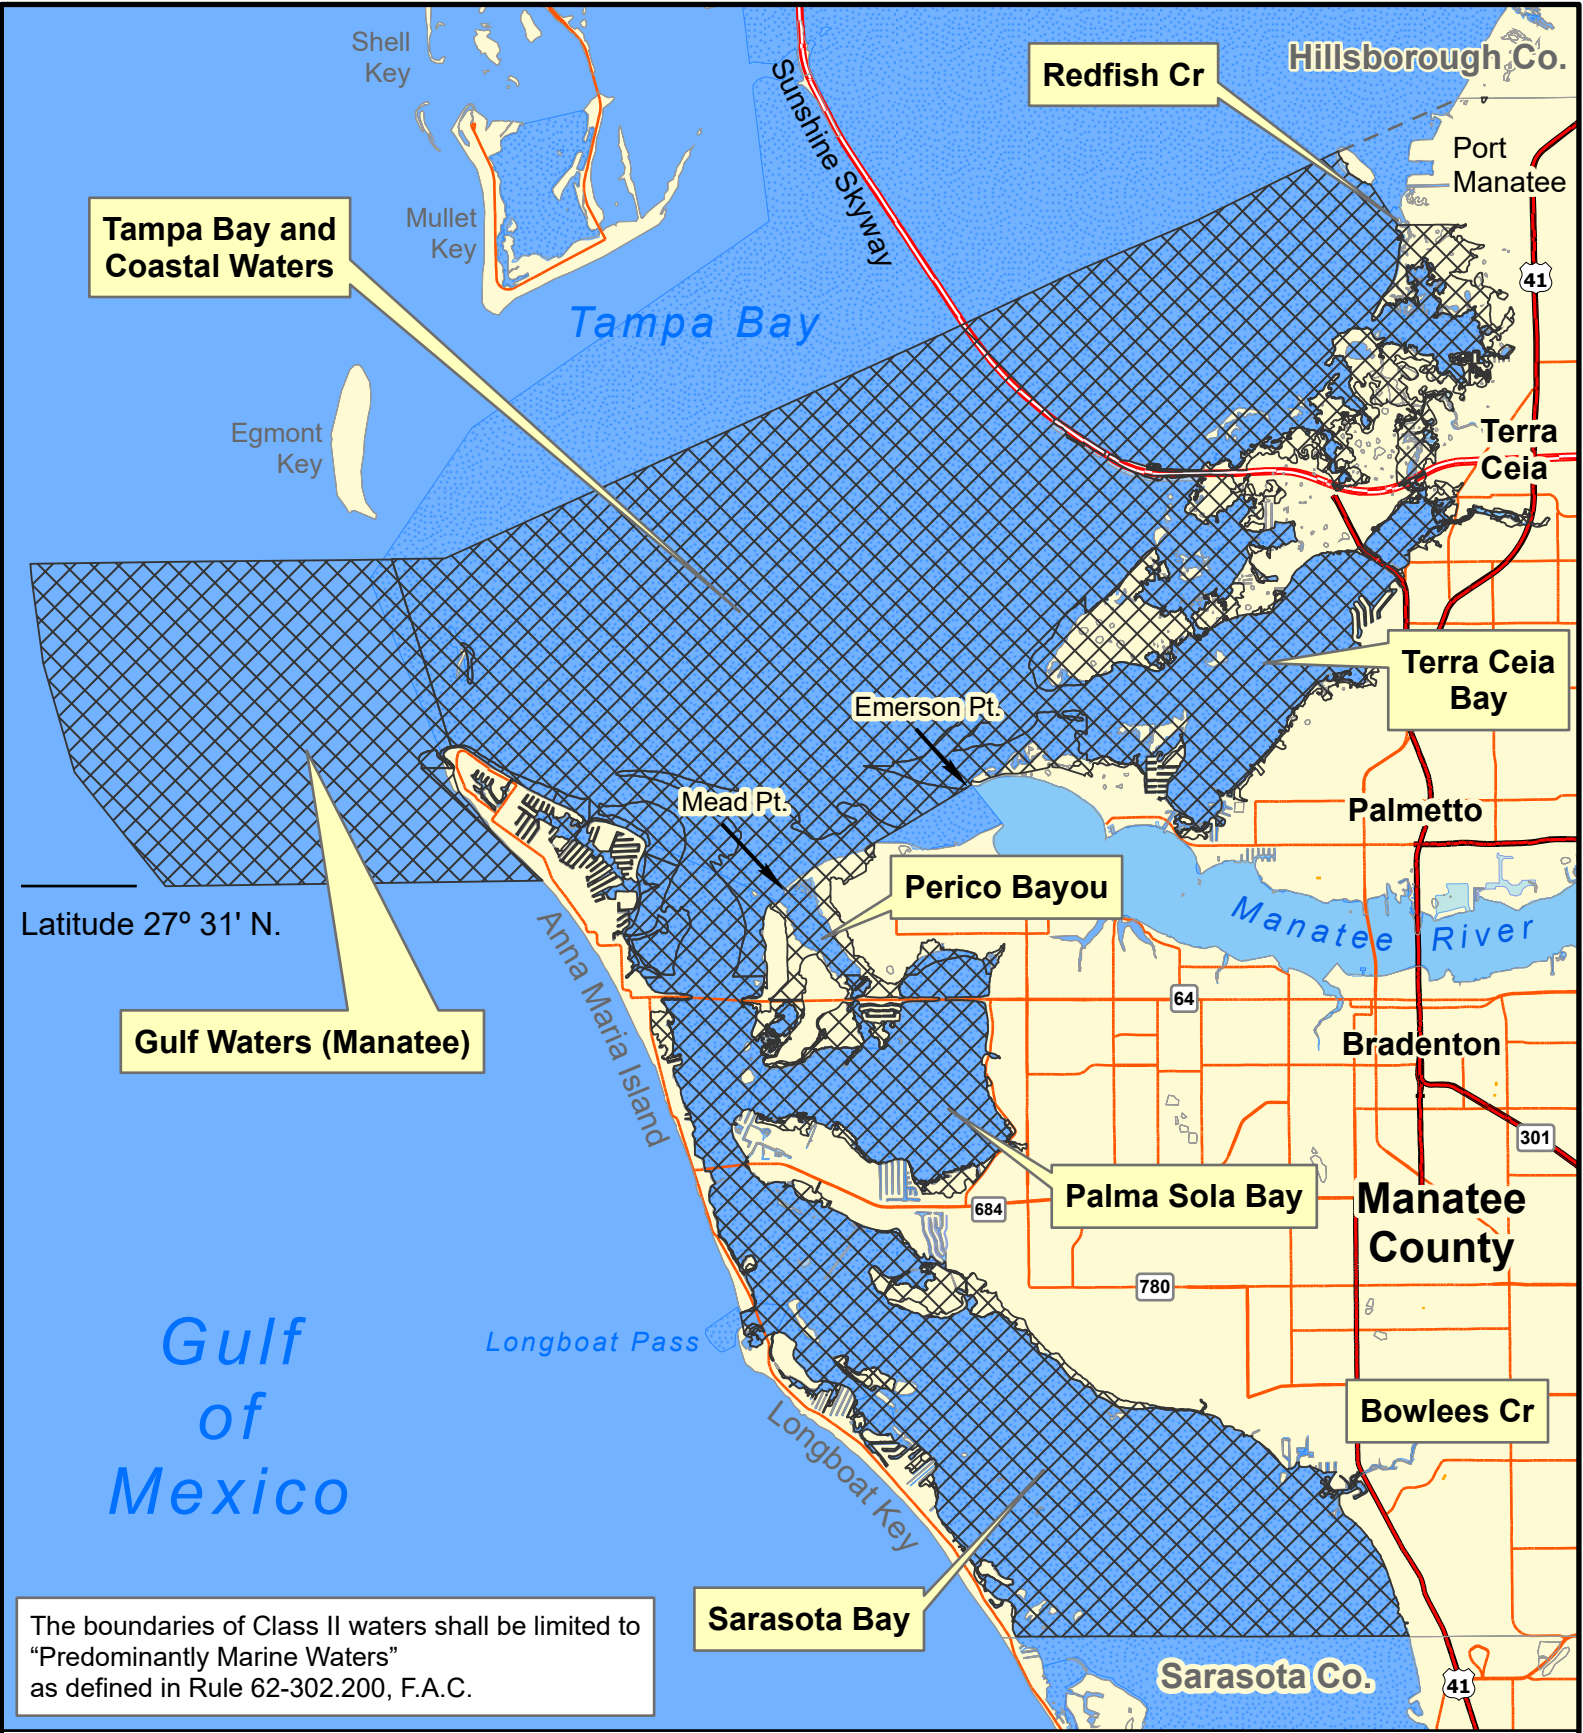 Shell
Key
Redfish Cr
Hillsborough Co.
Sunshine Skyway
Port
Manatee
Tampa Bay and
Coastal Waters
Mullet
Key
41
Tampa Bay
Egmont
Key
Terra
Ceia
Terra Ceia
Bay
Emerson Pt.
Mead Pt.
Palmetto
Perico Bayou
Latitude 27º 31' N.
Manatee River
Anna Maria Island
64
Gulf Waters (Manatee)
Bradenton
301
Palma Sola Bay
684
Manatee
County
780
Gulf
of
Mexico
Longboat Pass
Bowlees Cr
Longboat Key
Sarasota Bay
The boundaries of Class II waters shall be limited to
“Predominantly Marine Waters”
as defined in Rule 62-302.200, F.A.C.
Sarasota Co.
41